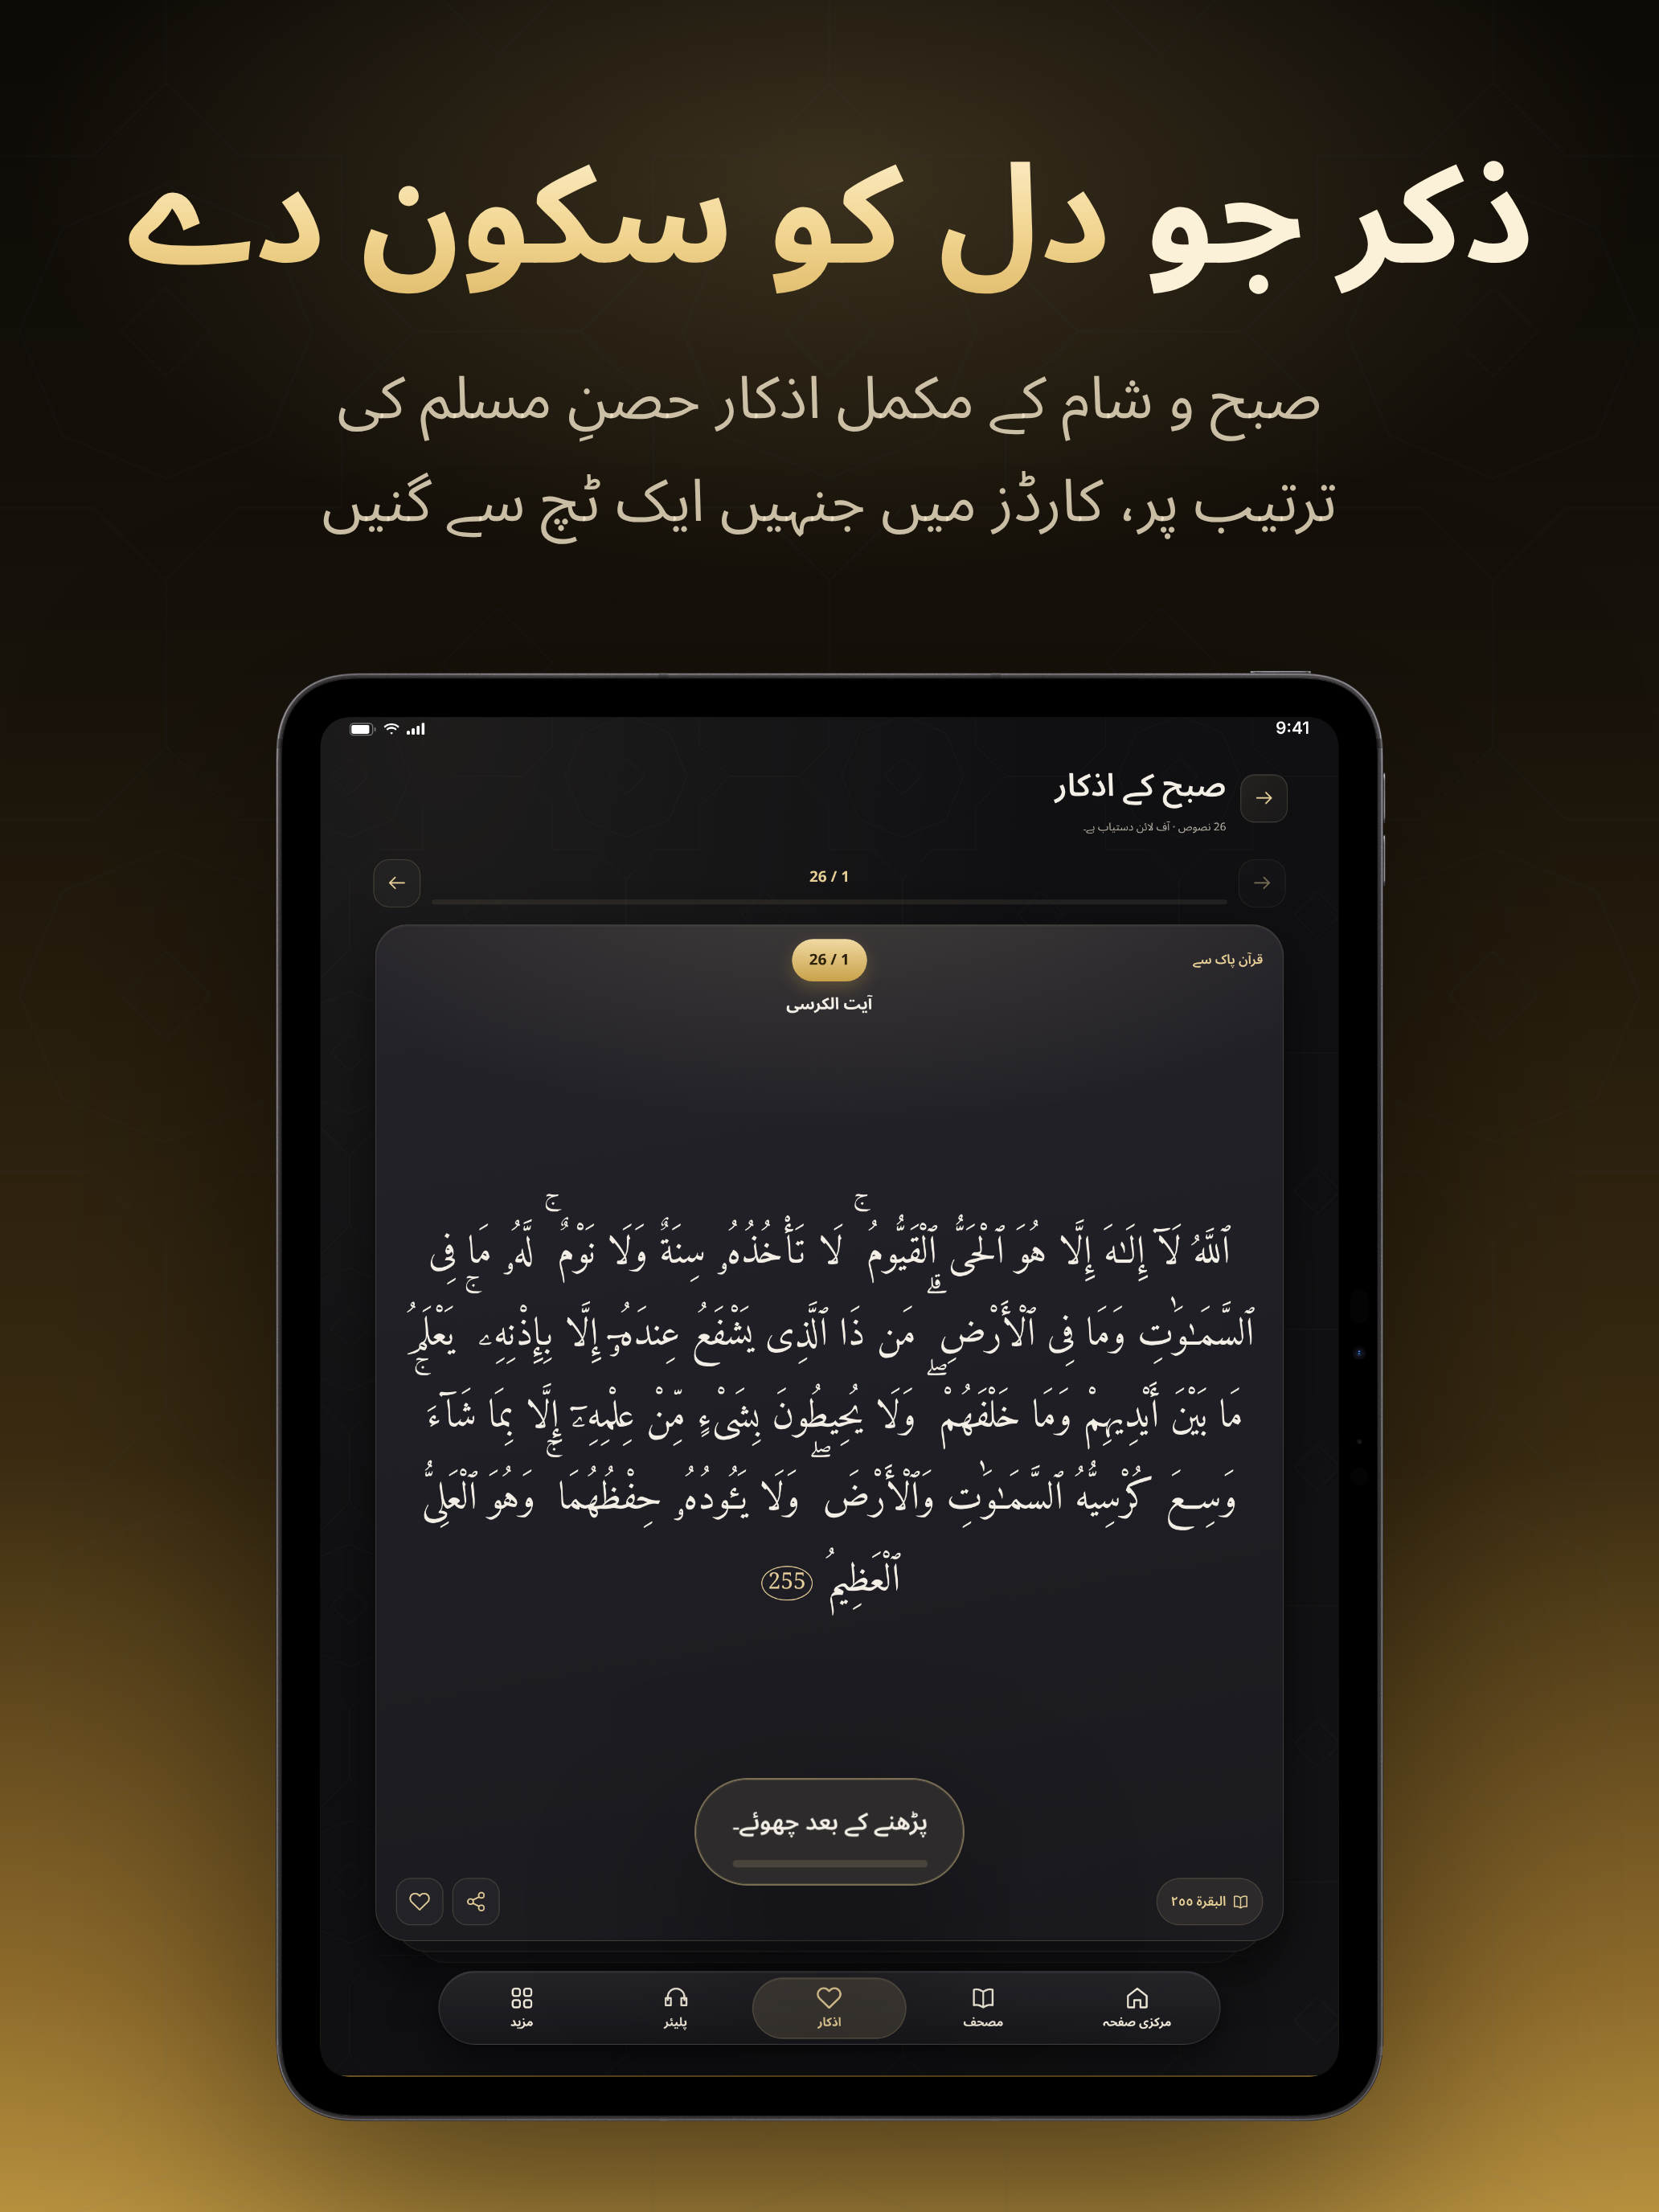 ذکر جو دل کو سکون دے
صبح و شام کے مکمل اذکار حصنِ مسلم کی
ترتیب پر، کارڈز میں جنہیں ایک ٹچ سے گنیں
9:41
صبح کے اذکار
26 نصوص · آف لائن دستیاب ہے۔
26 / 1
26 / 1
قرآن پاک سے
آیت الکرسی
ٱللَّهُ لَآ إِلَـٰهَ إِلَّا هُوَ ٱلْحَىُّ ٱلْقَيُّومُ ۚ لَا تَأْخُذُهُۥ سِنَةٌ وَلَا نَوْمٌ ۚ لَّهُۥ مَا فِى
ٱلسَّمَـٰوَٰتِ وَمَا فِى ٱلْأَرْضِ ۗ مَن ذَا ٱلَّذِى يَشْفَعُ عِندَهُۥٓ إِلَّا بِإِذْنِهِۦ ۚ يَعْلَمُ
مَا بَيْنَ أَيْدِيهِمْ وَمَا خَلْفَهُمْ ۖ وَلَا يُحِيطُونَ بِشَىْءٍ مِّنْ عِلْمِهِۦٓ إِلَّا بِمَا شَآءَ ۚ
وَسِعَ كُرْسِيُّهُ ٱلسَّمَـٰوَٰتِ وَٱلْأَرْضَ ۖ وَلَا يَـُٔودُهُۥ حِفْظُهُمَا ۚ وَهُوَ ٱلْعَلِىُّ
ٱلْعَظِيمُ 255
پڑھنے کے بعد چھوئے۔
البقرة ٢٥٥
مرکزی صفحہ
مصحف
اذکار
پلیئر
مزید